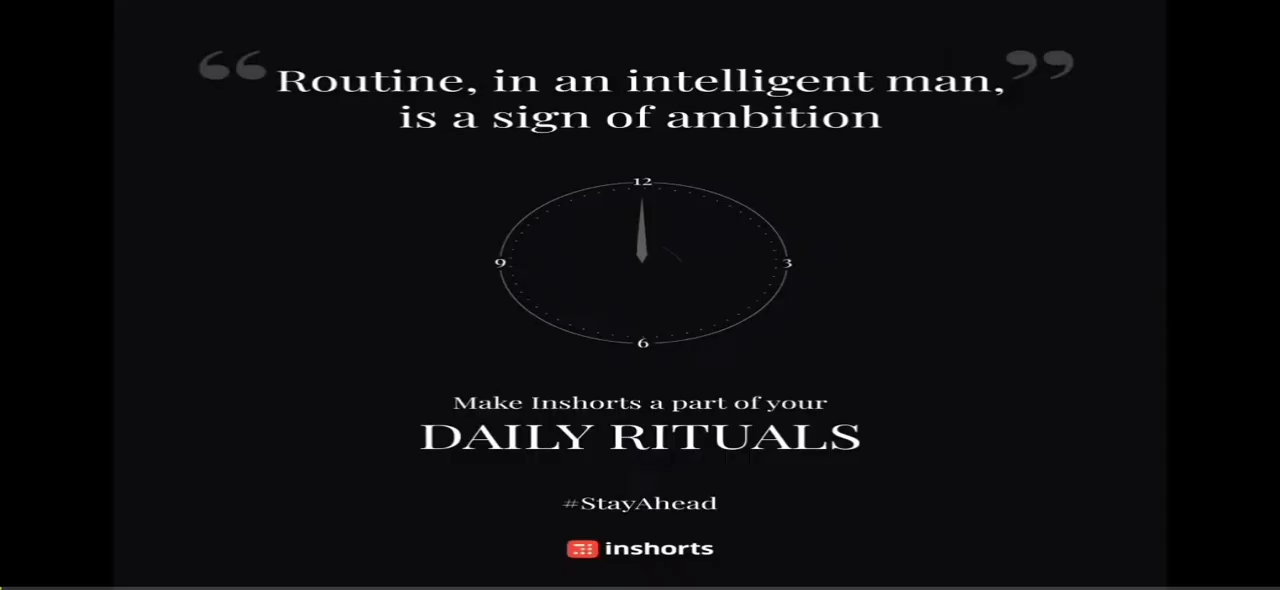 “ Routine, in an intelligent man, ”
is a sign of ambition
12
9
3
6
Make Inshorts a part of your
DAILY RITUALS
#StayAhead
inshorts